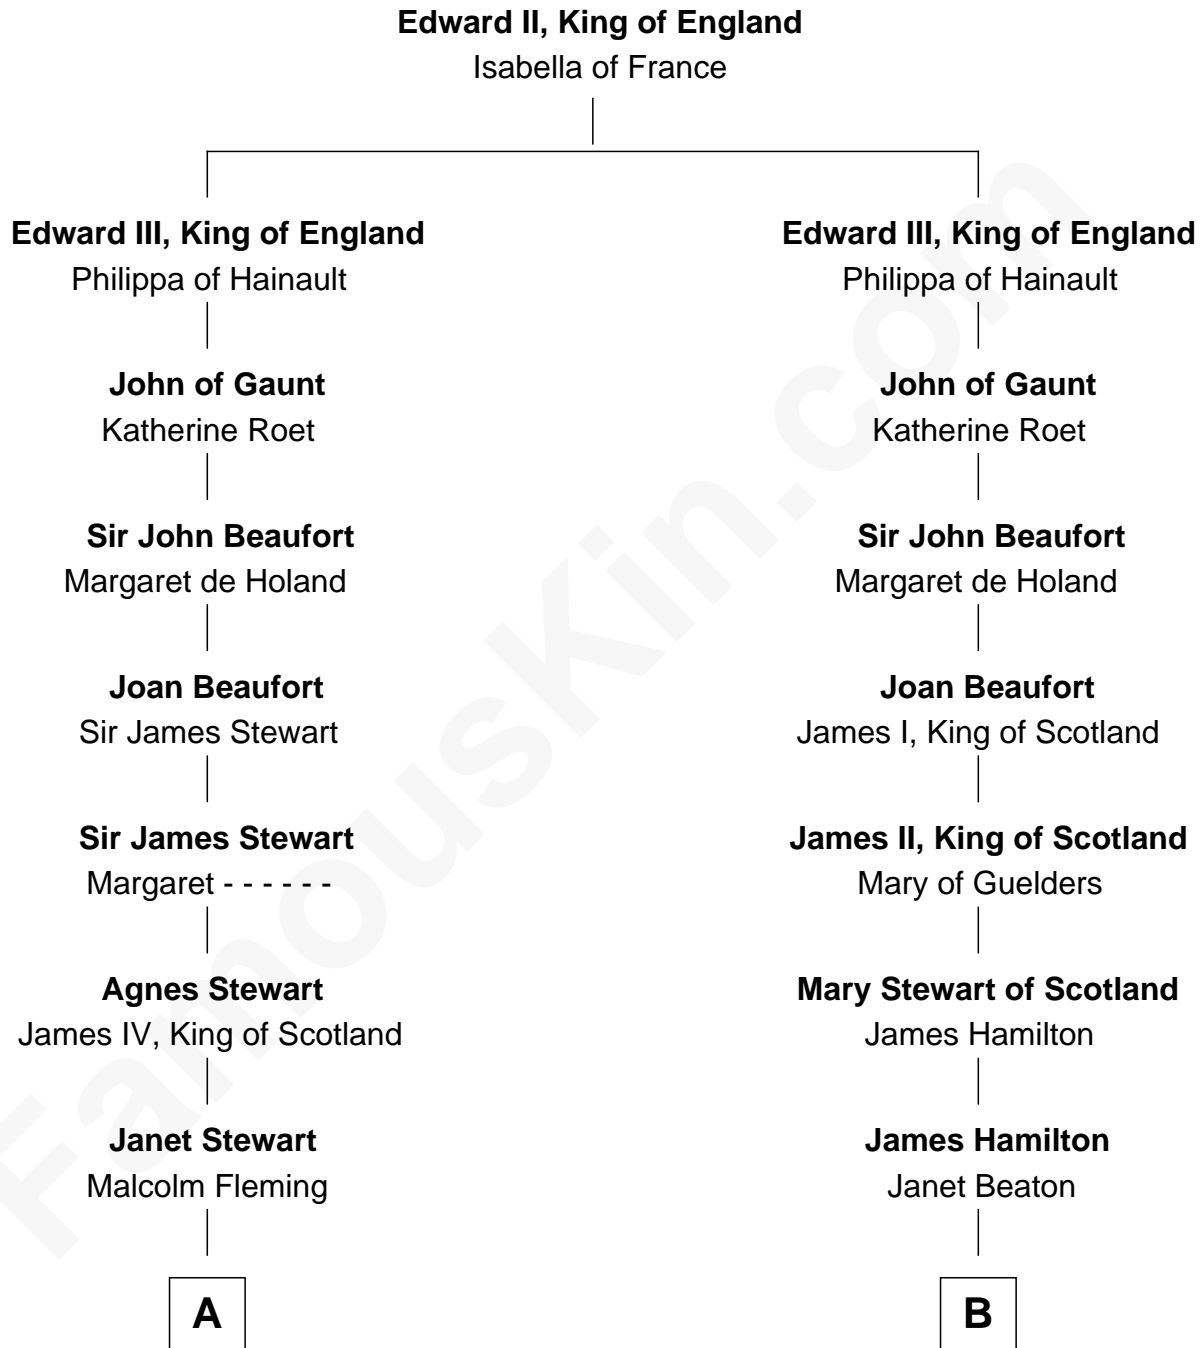 Edward II, King of England
Isabella of France
Edward III, King of England
Philippa of Hainault
John of Gaunt
Katherine Roet
Sir John Beaufort
Margaret de Holand
Joan Beaufort
Sir James Stewart
Sir James Stewart
Margaret - - - - - -
Agnes Stewart
James IV, King of Scotland
Janet Stewart
Malcolm Fleming
A
Edward III, King of England
Philippa of Hainault
John of Gaunt
Katherine Roet
Sir John Beaufort
Margaret de Holand
Joan Beaufort
James I, King of Scotland
James II, King of Scotland
Mary of Guelders
Mary Stewart of Scotland
James Hamilton
James Hamilton
Janet Beaton
B
FamousKin.com